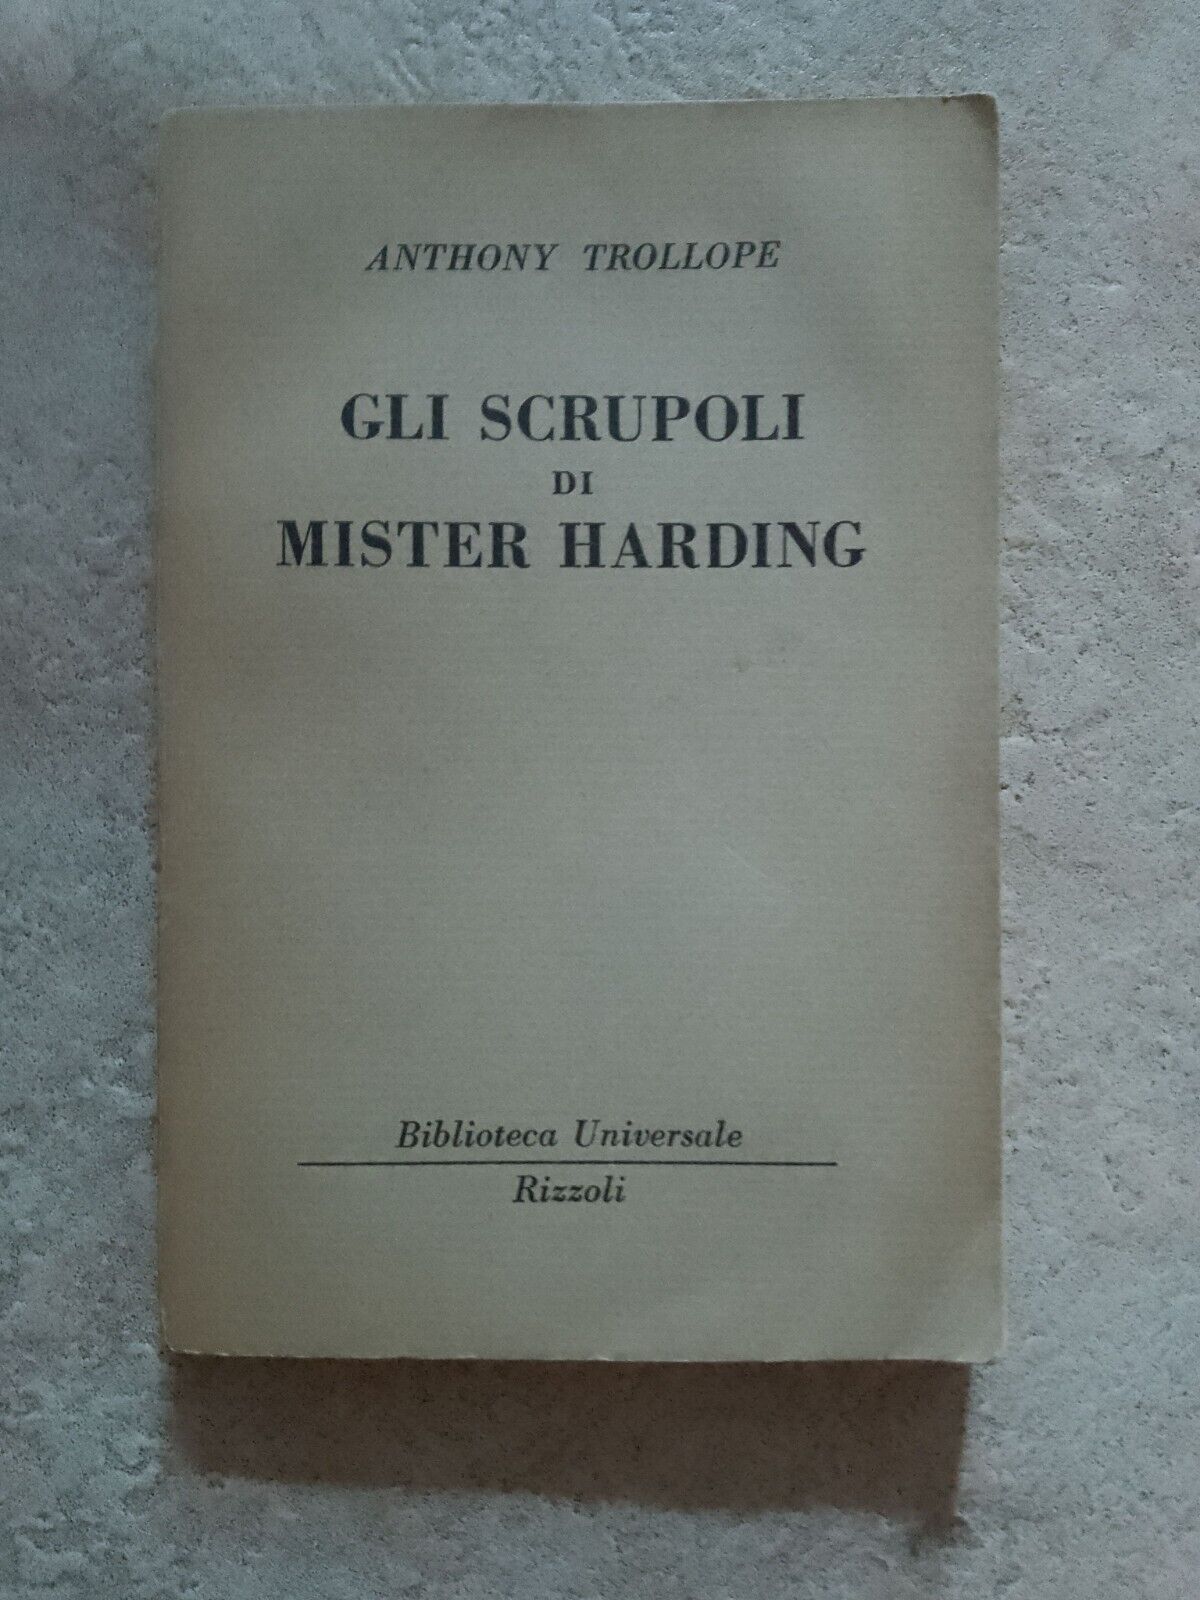 ANTHONY TROLLOPE
GLI SCRUPOLI
DI
MISTER HARDING
Biblioteca Universale
Rizzoli